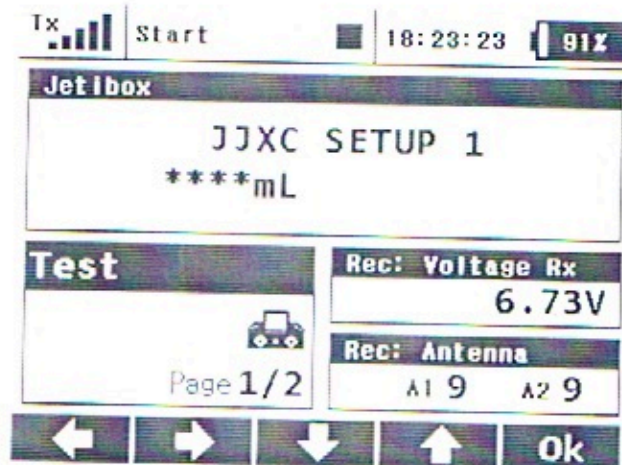 Tx Start 18:23:23 91%
Jetibox
JJXC SETUP 1
****mL
Test
Page 1/2
Rec: Voltage Rx
6.73V
Rec: Antenna
A1 9 A2 9
Ok